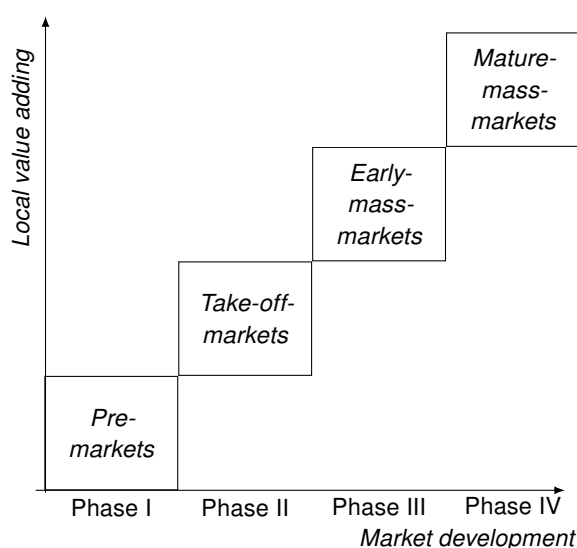 Local value adding
Mature-
mass-
markets
Early-
mass-
markets
Take-off-
markets
Pre-
markets
Phase I
Phase II
Phase III
Phase IV
Market development